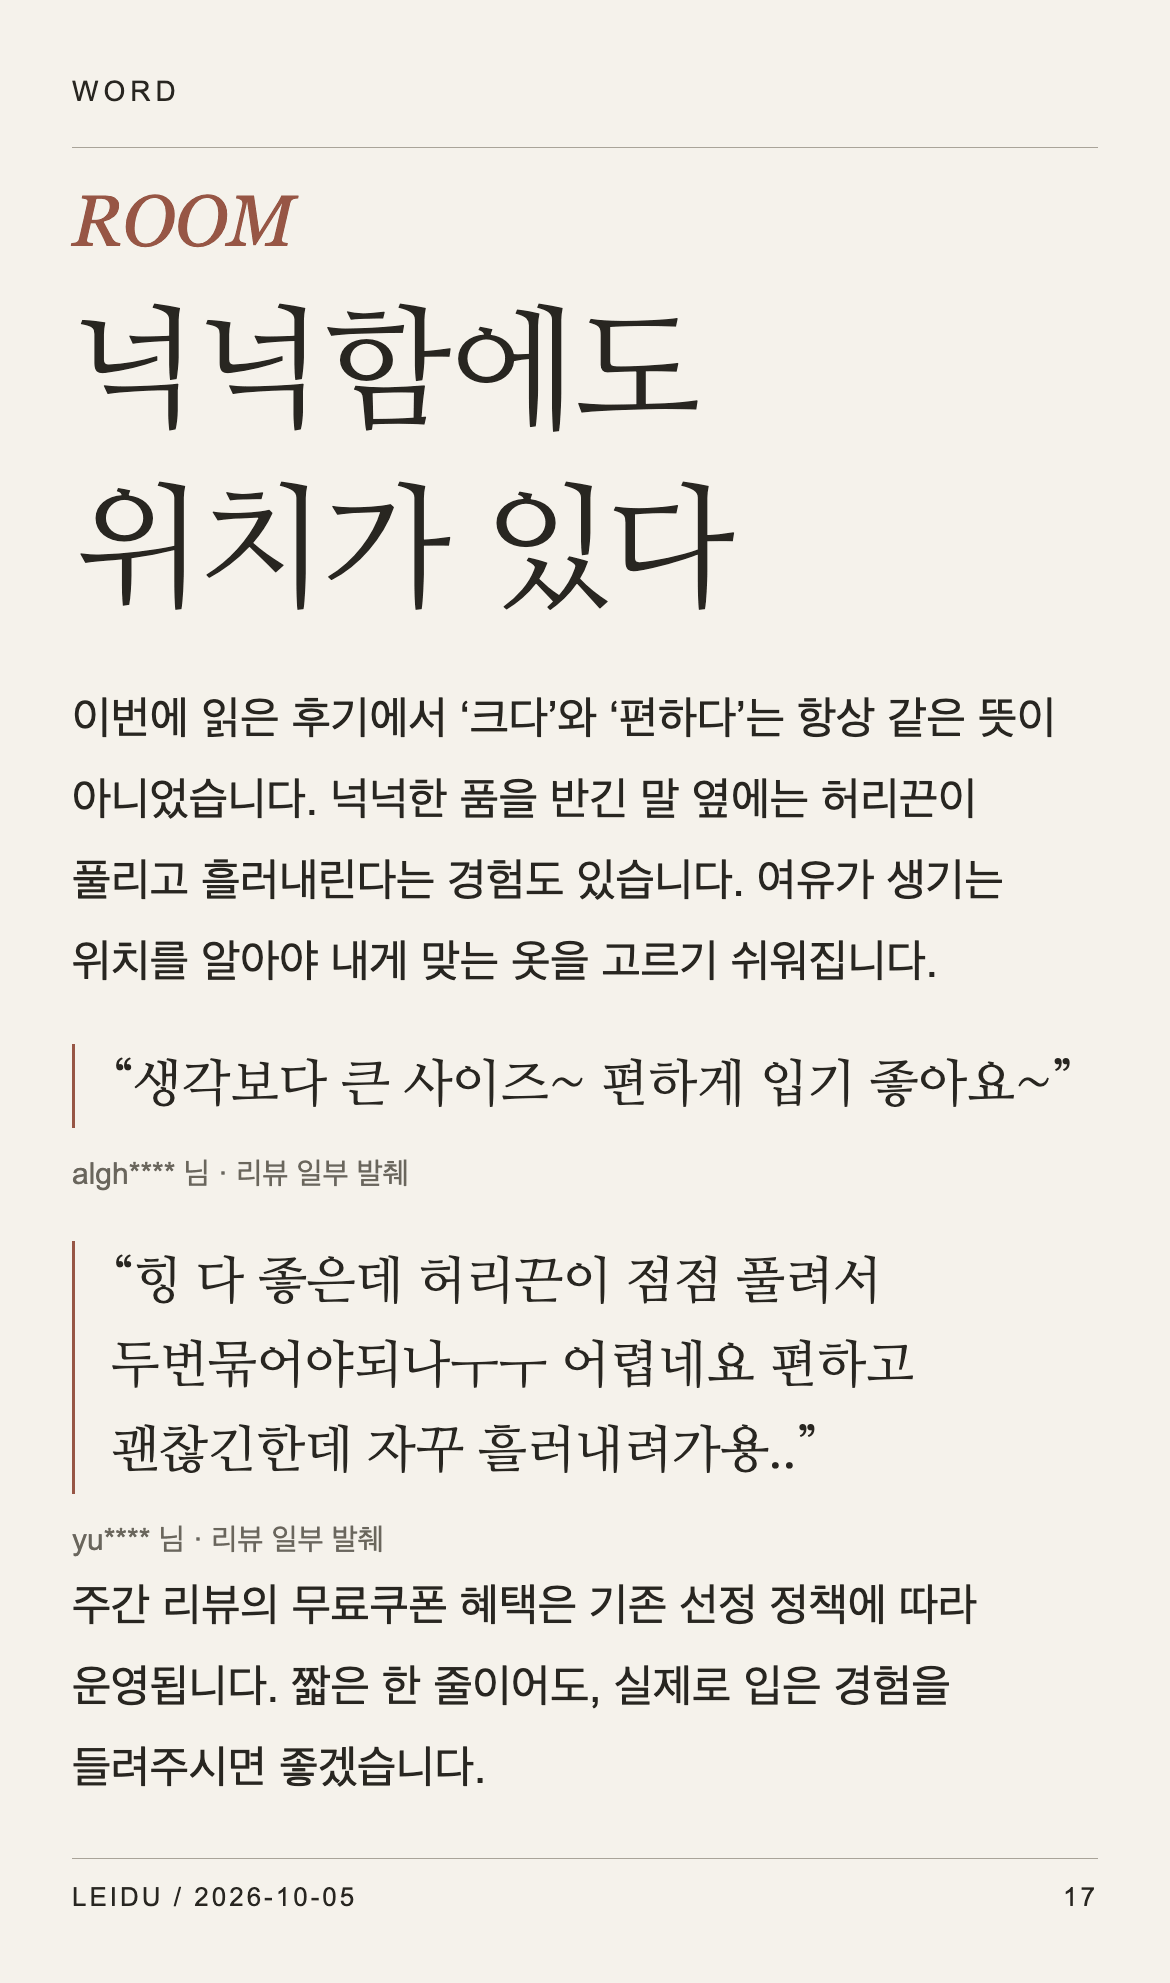 WORD
ROOM
넉넉함에도
위치가 있다
이번에 읽은 후기에서 ‘크다’와 ‘편하다’는 항상 같은 뜻이
아니었습니다. 넉넉한 품을 반긴 말 옆에는 허리끈이
풀리고 흘러내린다는 경험도 있습니다. 여유가 생기는
위치를 알아야 내게 맞는 옷을 고르기 쉬워집니다.
“생각보다 큰 사이즈~ 편하게 입기 좋아요~”
algh**** 님 · 리뷰 일부 발췌
“힝 다 좋은데 허리끈이 점점 풀려서
두번묶어야되나ㅜㅜ 어렵네요 편하고
괜찮긴한데 자꾸 흘러내려가용..”
yu**** 님 · 리뷰 일부 발췌
주간 리뷰의 무료쿠폰 혜택은 기존 선정 정책에 따라
운영됩니다. 짧은 한 줄이어도, 실제로 입은 경험을
들려주시면 좋겠습니다.
LEIDU / 2026-10-05
17